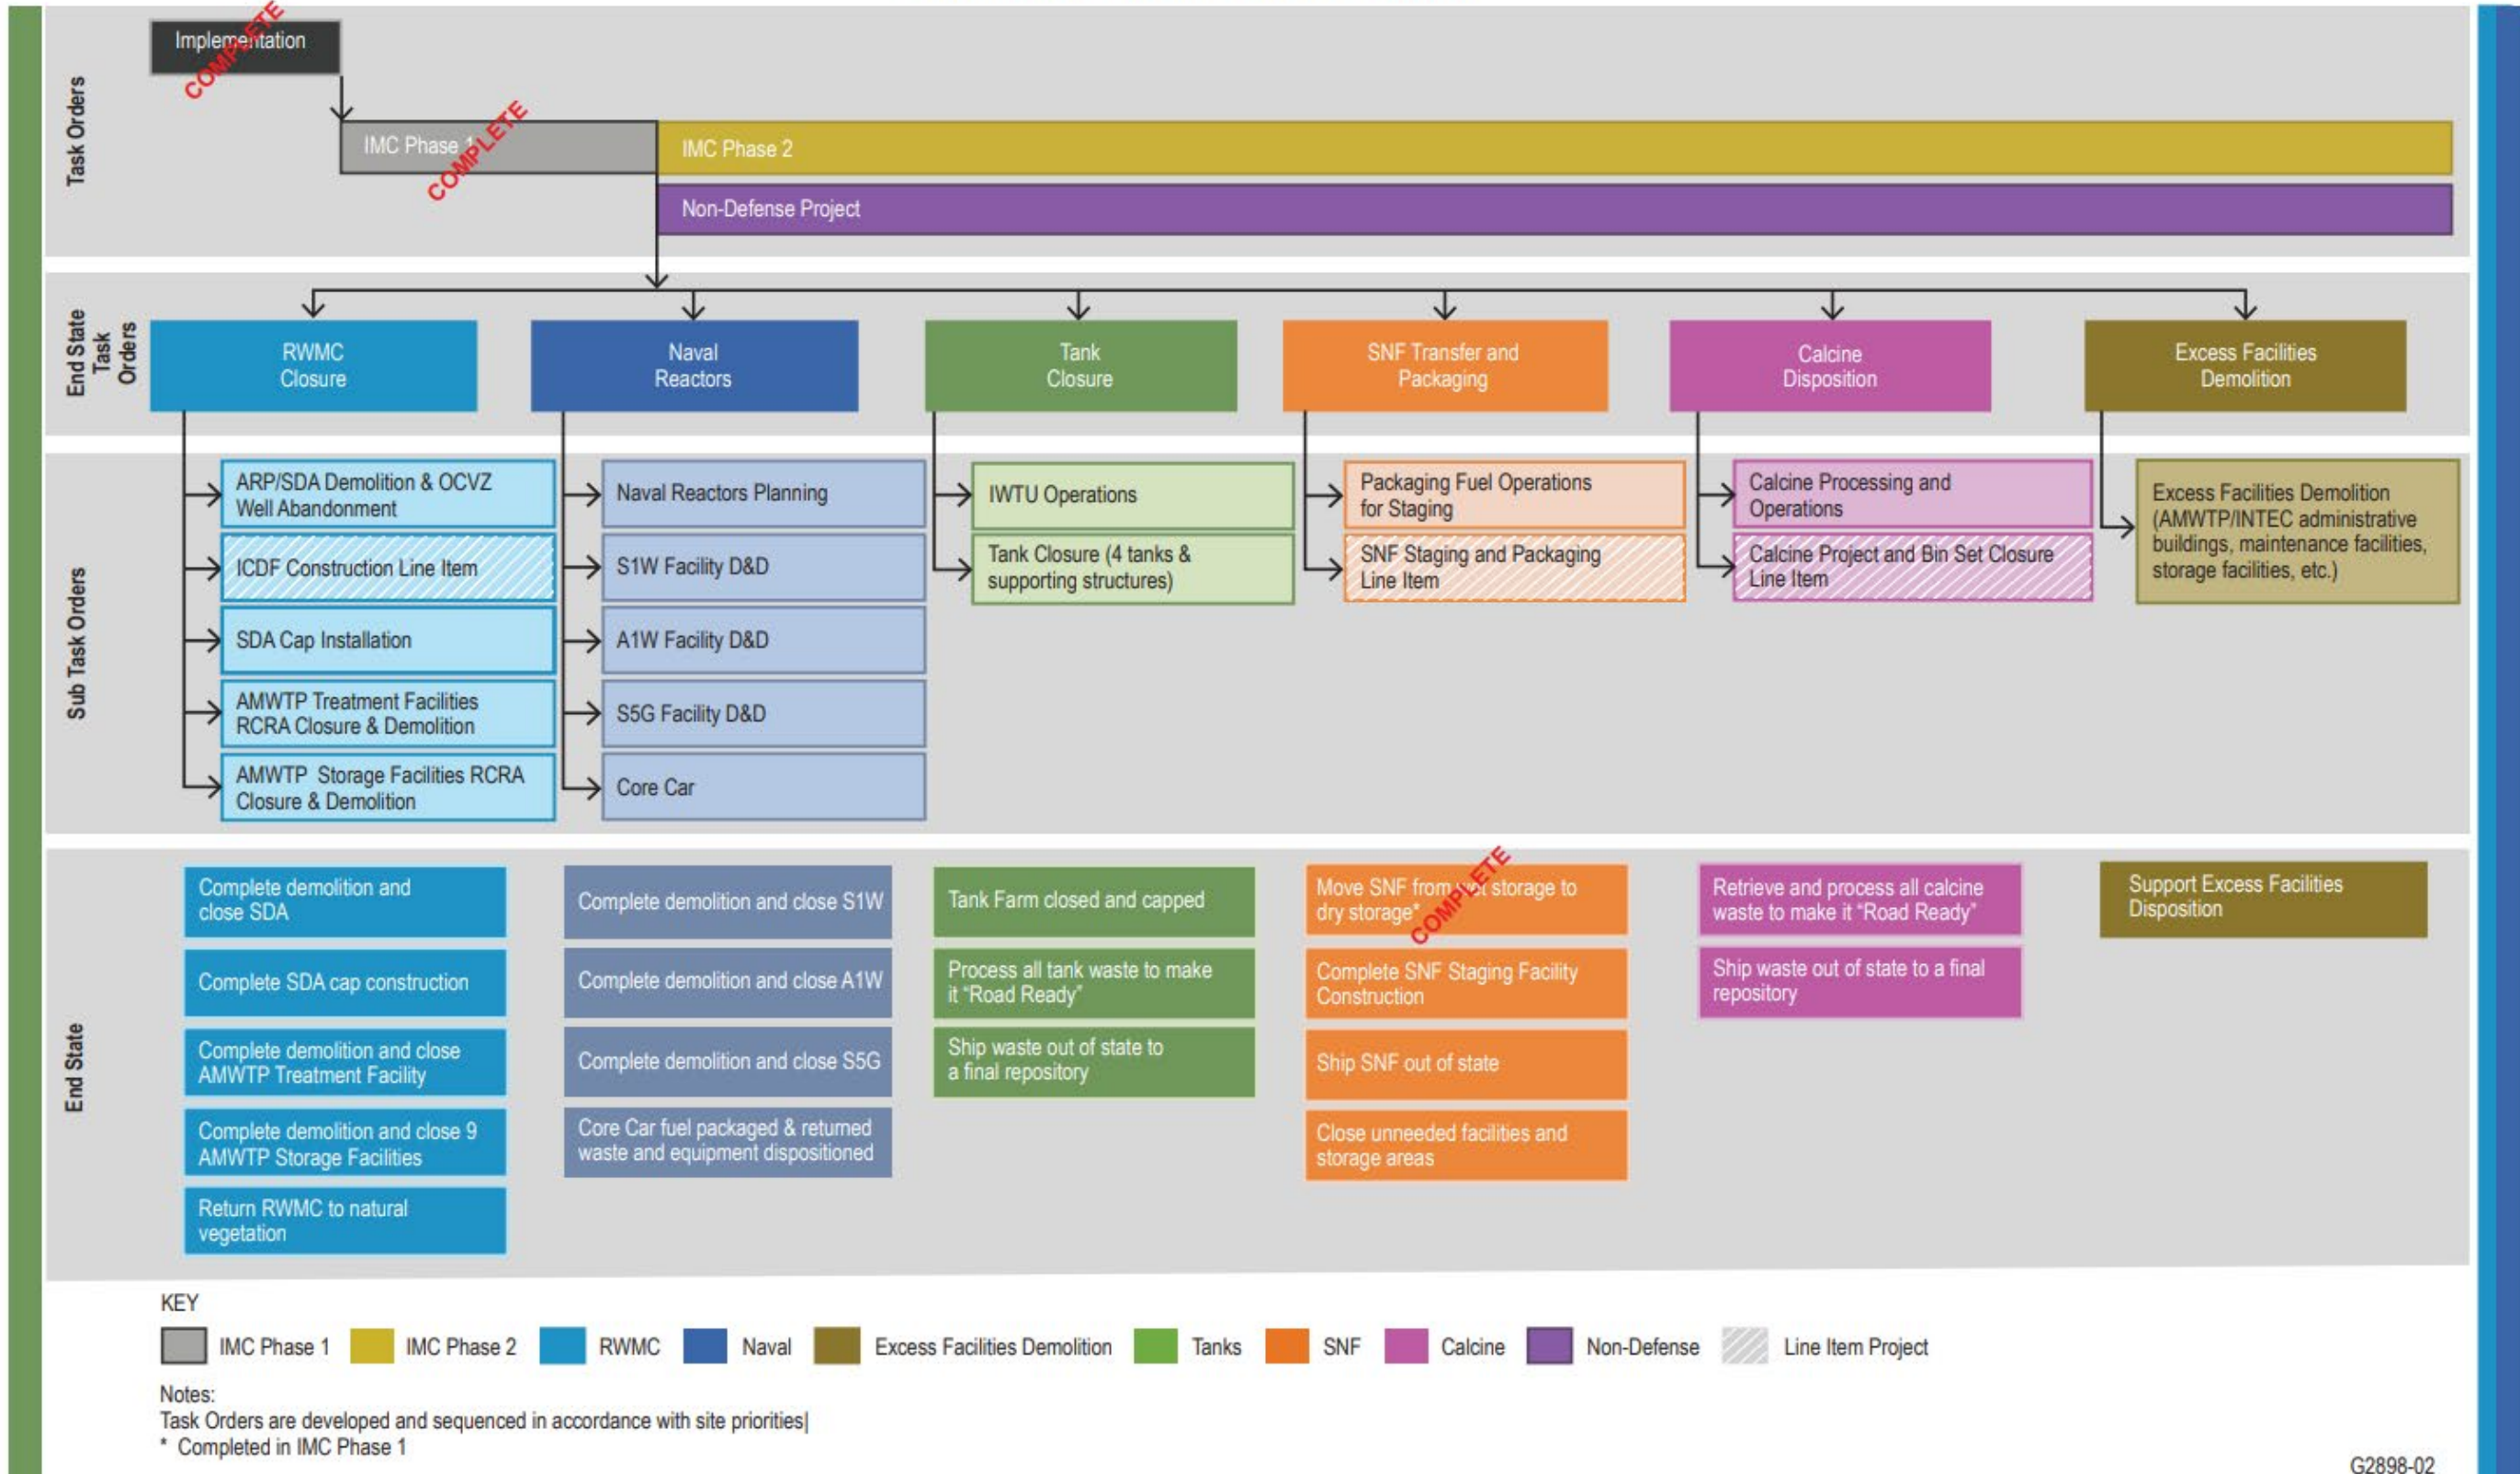 Task Orders
Implementation
COMPLETE
IMC Phase 1
COMPLETE
IMC Phase 2
Non-Defense Project
End State
Task
Orders
RWMC
Closure
Naval
Reactors
Tank
Closure
SNF Transfer and
Packaging
Calcine
Disposition
Excess Facilities
Demolition
Sub Task Orders
ARP/SDA Demolition & OCVZ
Well Abandonment
ICDF Construction Line Item
SDA Cap Installation
AMWTP Treatment Facilities
RCRA Closure & Demolition
AMWTP Storage Facilities RCRA
Closure & Demolition
Naval Reactors Planning
S1W Facility D&D
A1W Facility D&D
S5G Facility D&D
Core Car
IWTU Operations
Tank Closure (4 tanks &
supporting structures)
Packaging Fuel Operations
for Staging
SNF Staging and Packaging
Line Item
Calcine Processing and
Operations
Calcine Project and Bin Set Closure
Line Item
Excess Facilities Demolition
(AMWTP/INTEC administrative
buildings, maintenance facilities,
storage facilities, etc.)
End State
Complete demolition and
close SDA
Complete SDA cap construction
Complete demolition and close
AMWTP Treatment Facility
Complete demolition and close 9
AMWTP Storage Facilities
Return RWMC to natural
vegetation
Complete demolition and close S1W
Complete demolition and close A1W
Complete demolition and close S5G
Core Car fuel packaged & returned
waste and equipment dispositioned
Tank Farm closed and capped
Process all tank waste to make
it “Road Ready”
Ship waste out of state to
a final repository
Move SNF from wet storage to
dry storage*
COMPLETE
Complete SNF Staging Facility
Construction
Ship SNF out of state
Close unneeded facilities and
storage areas
Retrieve and process all calcine
waste to make it “Road Ready”
Ship waste out of state to a final
repository
Support Excess Facilities
Disposition
KEY
IMC Phase 1
IMC Phase 2
RWMC
Naval
Excess Facilities Demolition
Tanks
SNF
Calcine
Non-Defense
Line Item Project
Notes:
Task Orders are developed and sequenced in accordance with site priorities|
* Completed in IMC Phase 1
G2898-02